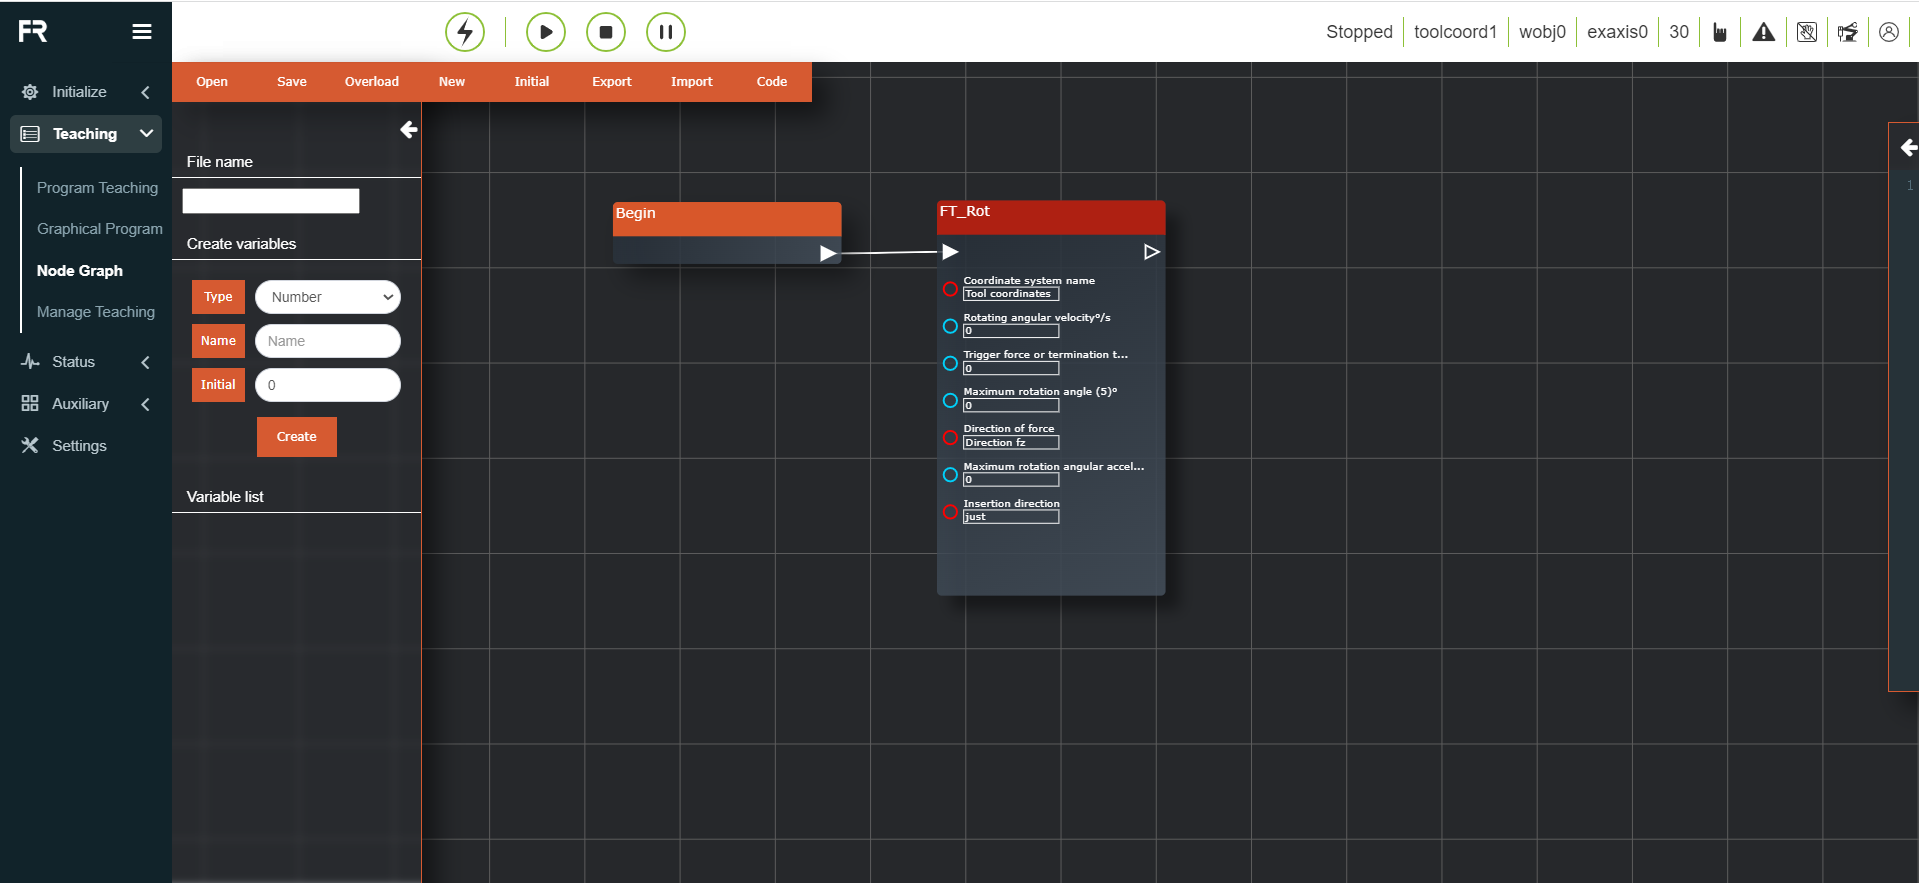 FR
Stopped
toolcoord1
wobj0
exaxis0
30
Open
Save
Overload
New
Initial
Export
Import
Code
Initialize
Teaching
Program Teaching
Graphical Program
Node Graph
Manage Teaching
Status
Auxiliary
Settings
File name
Create variables
Type
Number
Name
Name
Initial
0
Create
Variable list
Begin
FT_Rot
Coordinate system name
Tool coordinates
Rotating angular velocity°/s
0
Trigger force or termination t...
0
Maximum rotation angle (5)°
0
Direction of force
Direction fz
Maximum rotation angular accel...
0
Insertion direction
just
1